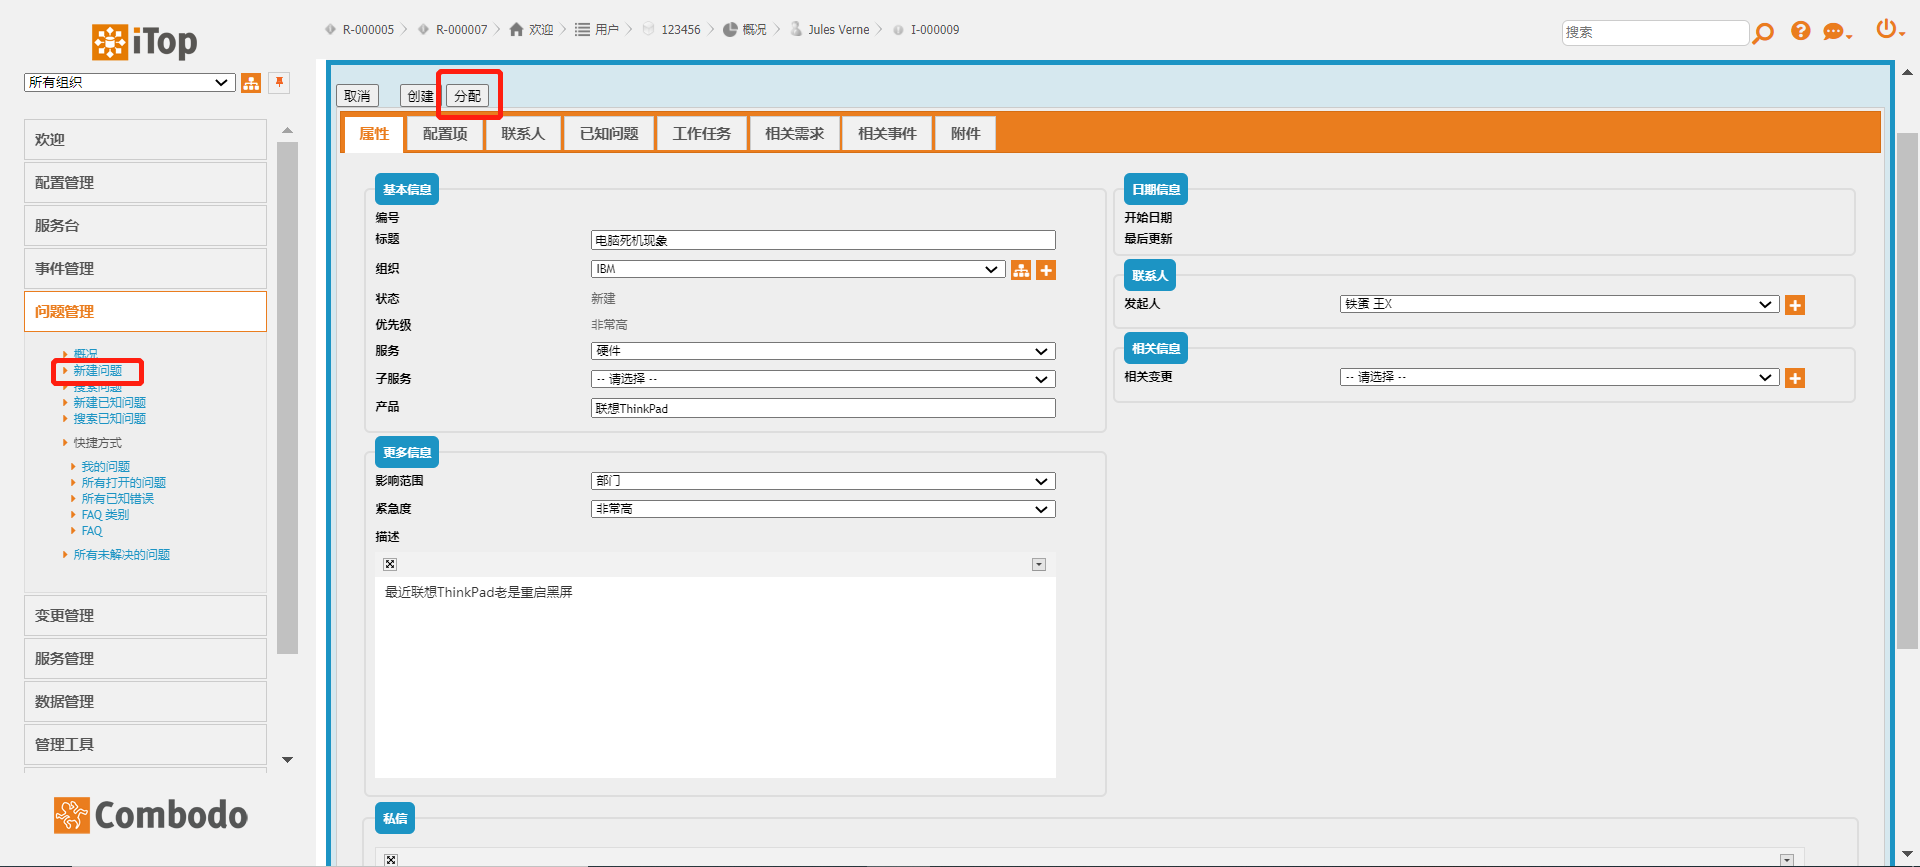 iTop
R-000005
R-000007
欢迎
用户
123456
概况
Jules Verne
I-000009
搜索
所有组织
欢迎
配置管理
服务台
事件管理
问题管理
概况
新建问题
搜索问题
新建已知问题
搜索已知问题
快捷方式
我的问题
所有打开的问题
所有已知错误
FAQ 类别
FAQ
所有未解决的问题
变更管理
服务管理
数据管理
管理工具
Combodo
取消
创建
分配
属性
配置项
联系人
已知问题
工作任务
相关需求
相关事件
附件
基本信息
编号
标题
电脑死机现象
组织
IBM
状态
新建
优先级
非常高
服务
硬件
子服务
-- 请选择 --
产品
联想ThinkPad
更多信息
影响范围
部门
紧急度
非常高
描述
最近联想ThinkPad老是重启黑屏
私信
日期信息
开始日期
最后更新
联系人
发起人
铁蛋 王X
相关信息
相关变更
-- 请选择 --